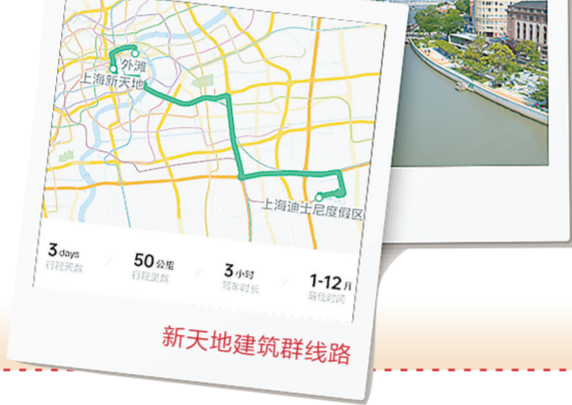 外滩
上海新天地
上海迪士尼度假区
3 days
行程天数
50 公里
行程里数
3 小时
驾车时长
1-12 月
最佳时间
新天地建筑群线路